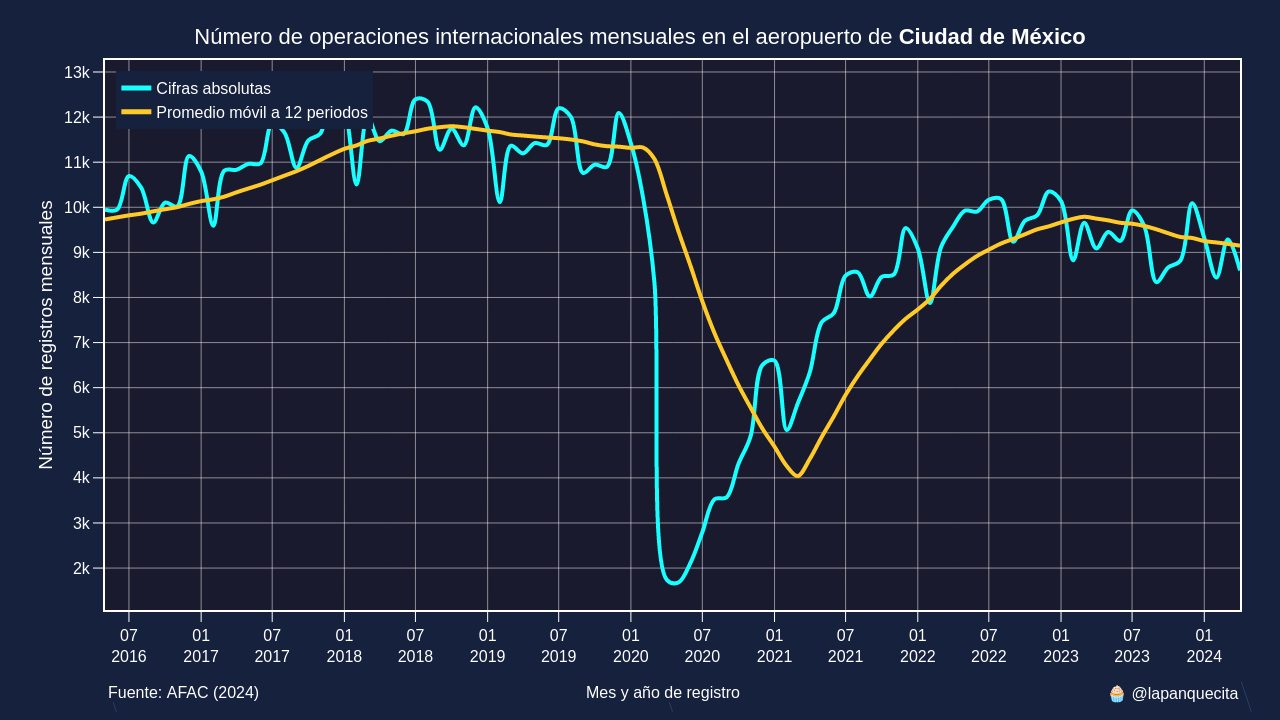 Número de operaciones internacionales mensuales en el aeropuerto de Ciudad de México
Cifras absolutas
Promedio móvil a 12 periodos
Número de registros mensuales
13k
12k
11k
10k
9k
8k
7k
6k
5k
4k
3k
2k
07 01 07 01 07 01 07 01 07 01 07 01 07 01 07 01
2016 2017 2017 2018 2018 2019 2019 2020 2020 2021 2021 2022 2022 2023 2023 2024
Fuente: AFAC (2024) Mes y año de registro 🧁 @lapanquecita